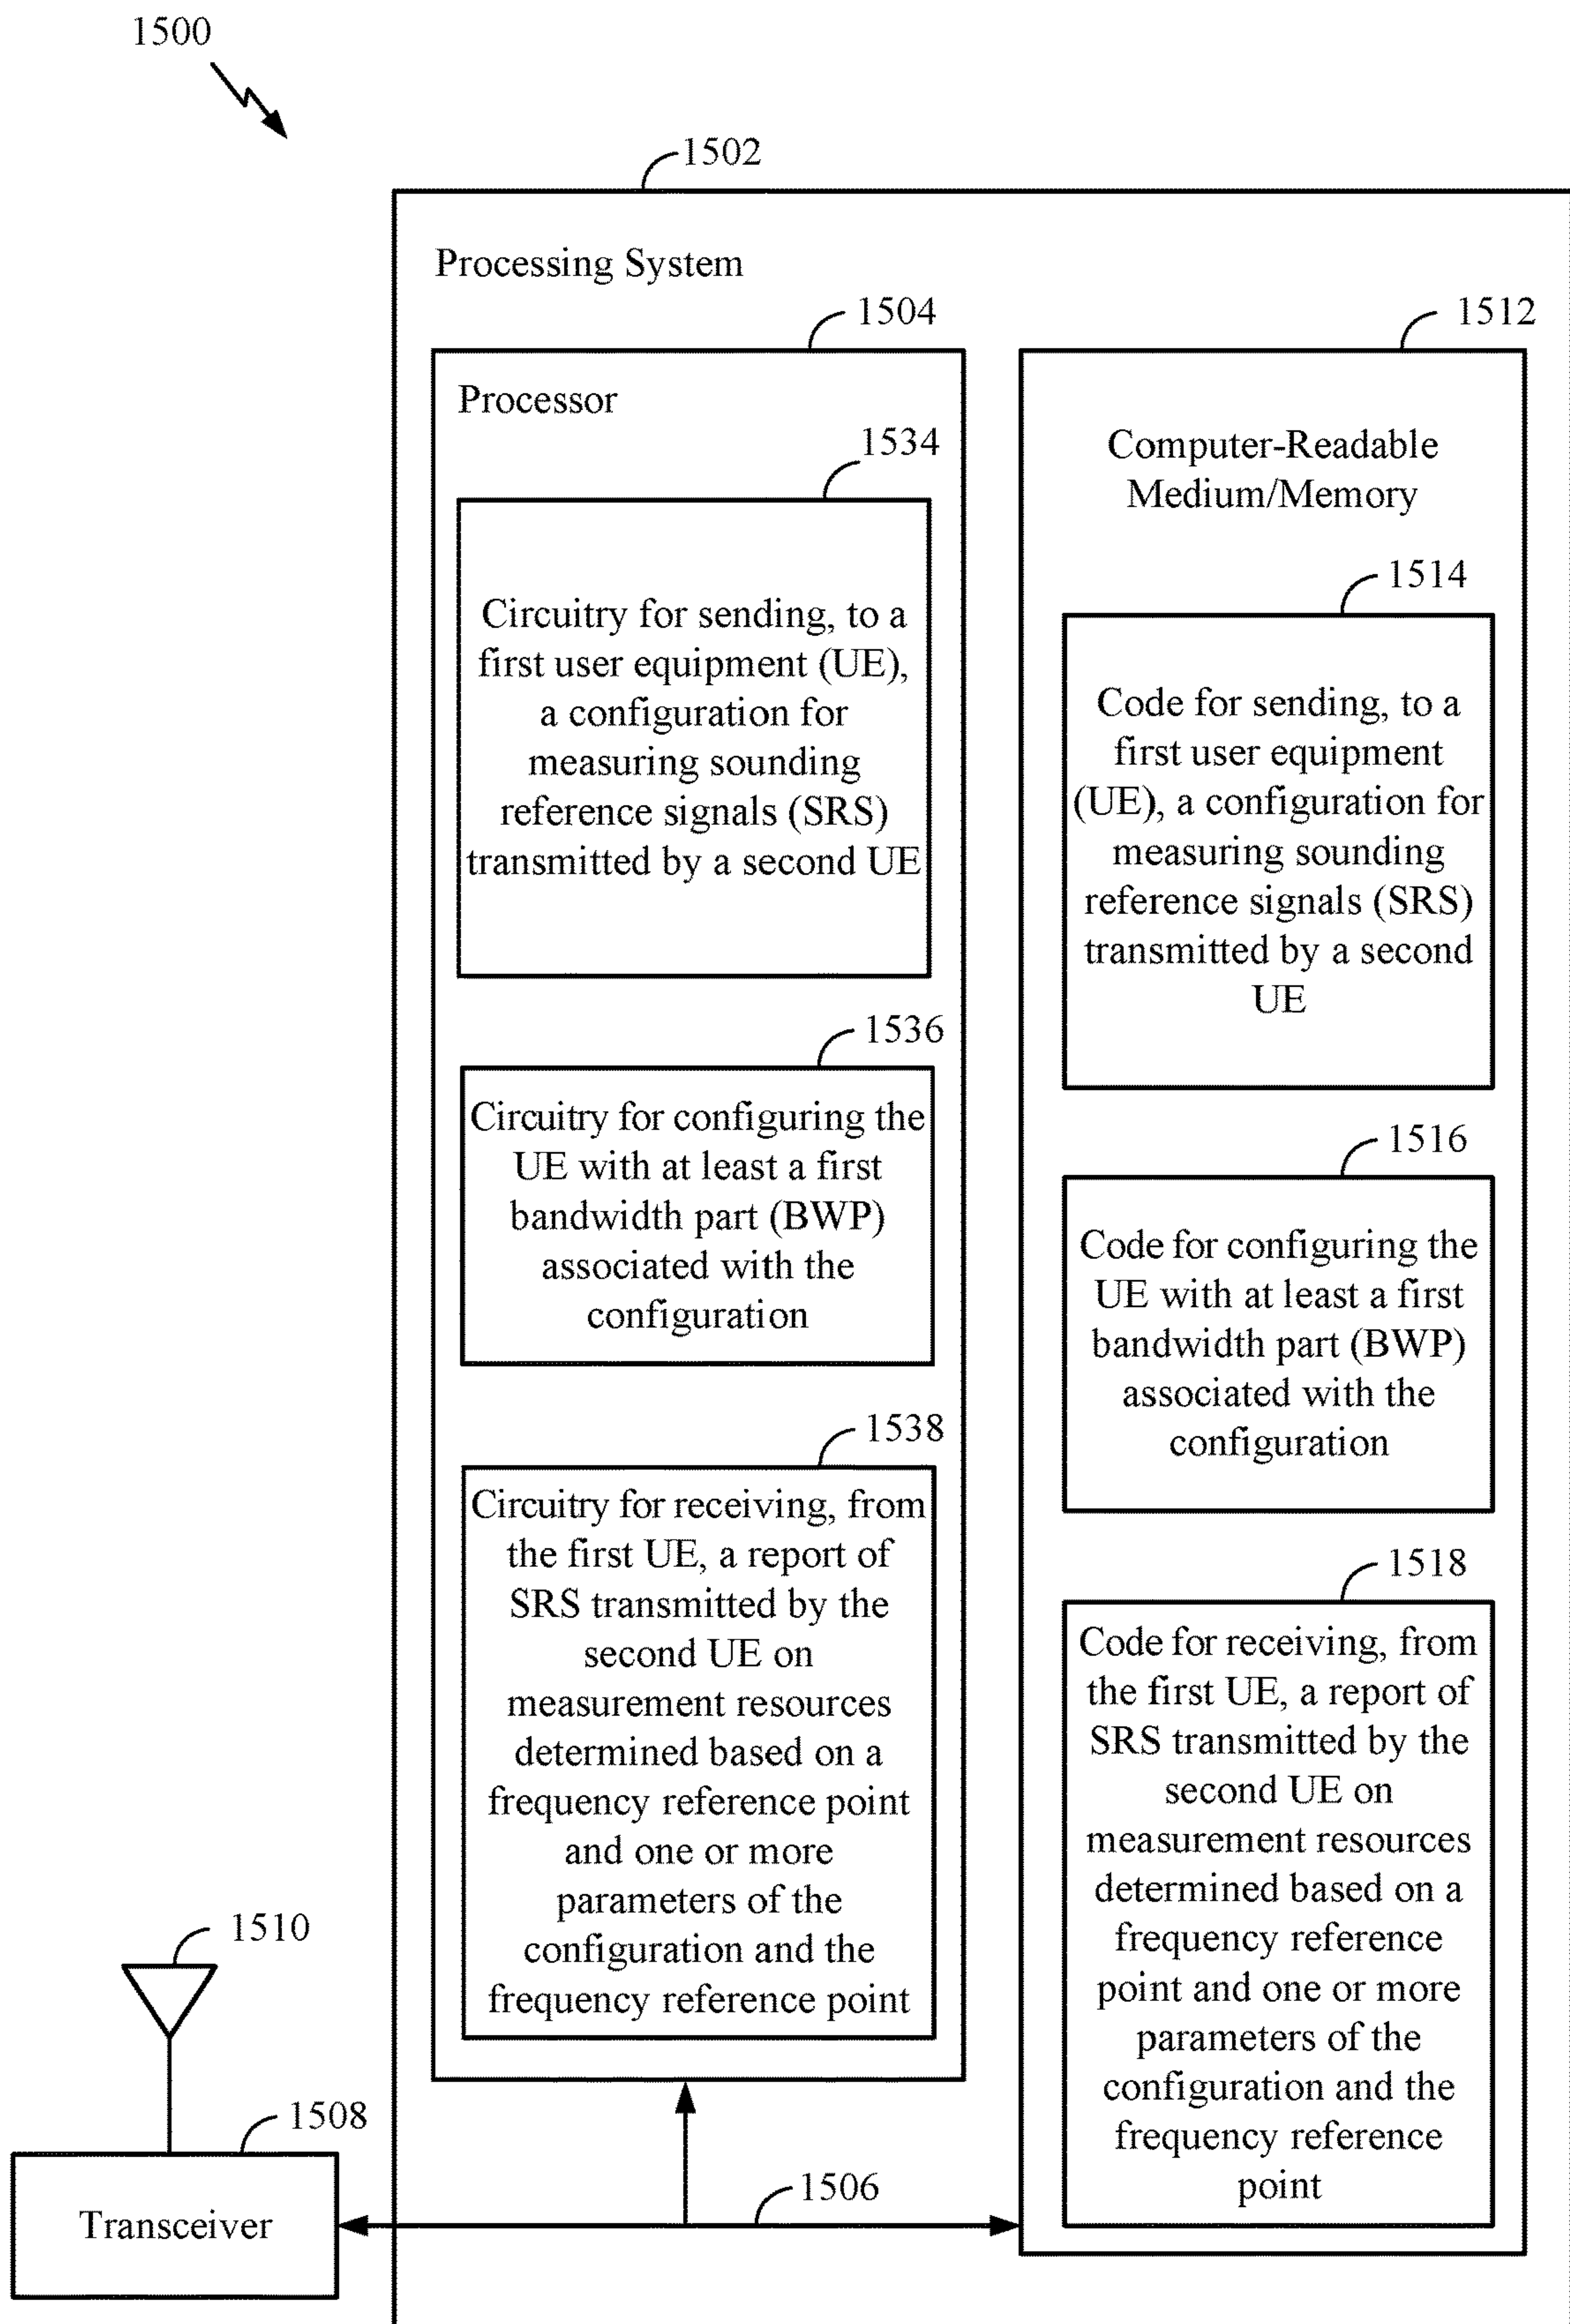 1500
1502
Processing System
1504
Processor
1534
Circuitry for sending, to a
first user equipment (UE),
a configuration for
measuring sounding
reference signals (SRS)
transmitted by a second UE
1536
Circuitry for configuring the
UE with at least a first
bandwidth part (BWP)
associated with the
configuration
1538
Circuitry for receiving, from
the first UE, a report of
SRS transmitted by the
second UE on
measurement resources
determined based on a
frequency reference point
and one or more
parameters of the
configuration and the
frequency reference point
1512
Computer-Readable
Medium/Memory
1514
Code for sending, to a
first user equipment
(UE), a configuration for
measuring sounding
reference signals (SRS)
transmitted by a second
UE
1516
Code for configuring the
UE with at least a first
bandwidth part (BWP)
associated with the
configuration
1518
Code for receiving, from
the first UE, a report of
SRS transmitted by the
second UE on
measurement resources
determined based on a
frequency reference
point and one or more
parameters of the
configuration and the
frequency reference
point
1510
1508
Transceiver
1506